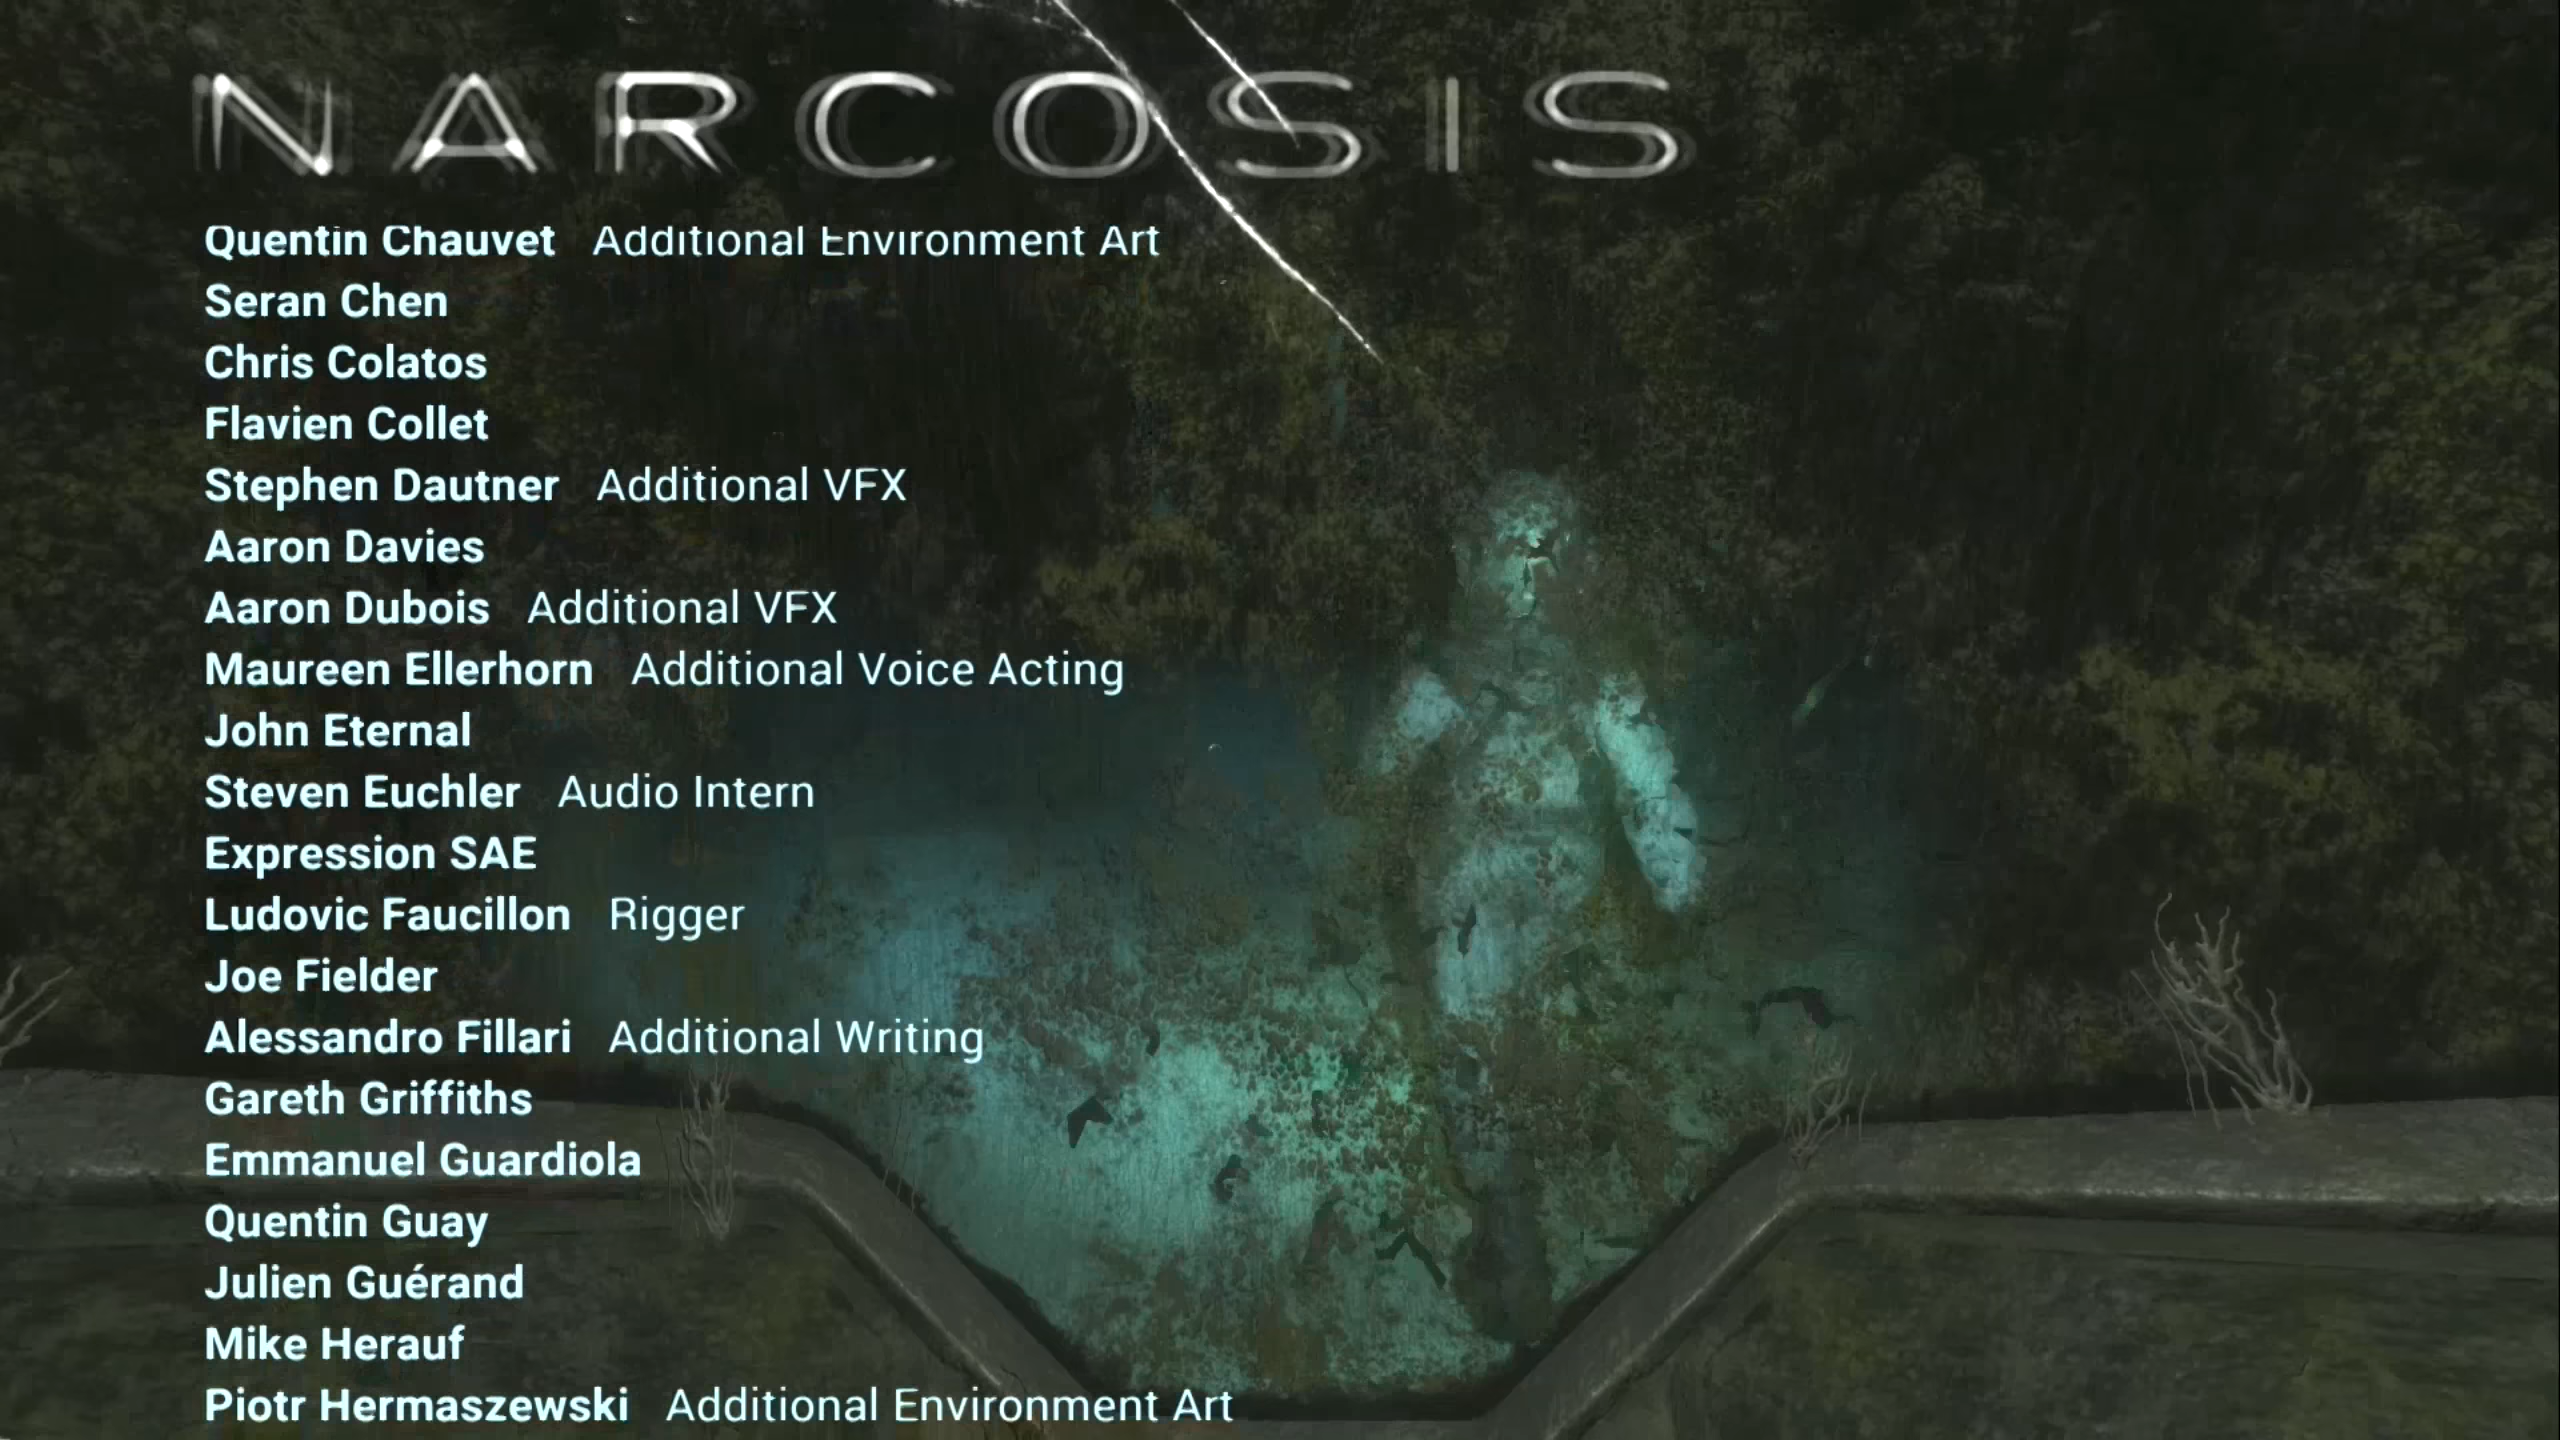 NARCOSIS
Quentin Chauvet Additional Environment Art
Seran Chen
Chris Colatos
Flavien Collet
Stephen Dautner Additional VFX
Aaron Davies
Aaron Dubois Additional VFX
Maureen Ellerhorn Additional Voice Acting
John Eternal
Steven Euchler Audio Intern
Expression SAE
Ludovic Faucillon Rigger
Joe Fielder
Alessandro Fillari Additional Writing
Gareth Griffiths
Emmanuel Guardiola
Quentin Guay
Julien Guérand
Mike Herauf
Piotr Hermaszewski Additional Environment Art